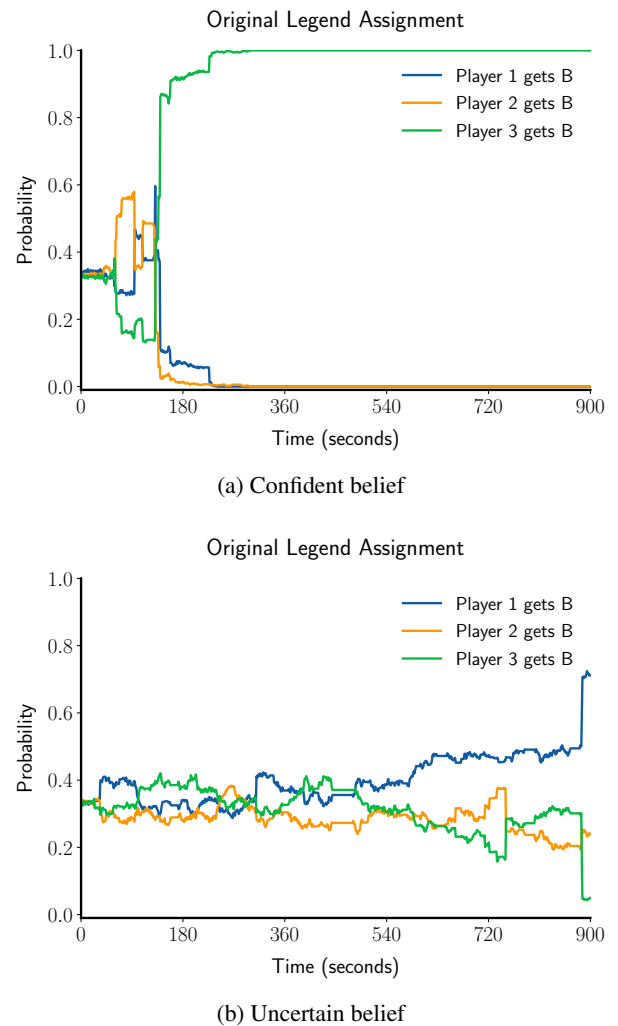 Original Legend Assignment
1.0
Player 1 gets B
0.8
Player 2 gets B
Player 3 gets B
0.6
Probability
0.4
0.2
0.0
0 180 360 540 720 900
Time (seconds)
(a) Confident belief
Original Legend Assignment
1.0
Player 1 gets B
0.8
Player 2 gets B
Player 3 gets B
0.6
Probability
0.4
0.2
0.0
0 180 360 540 720 900
Time (seconds)
(b) Uncertain belief